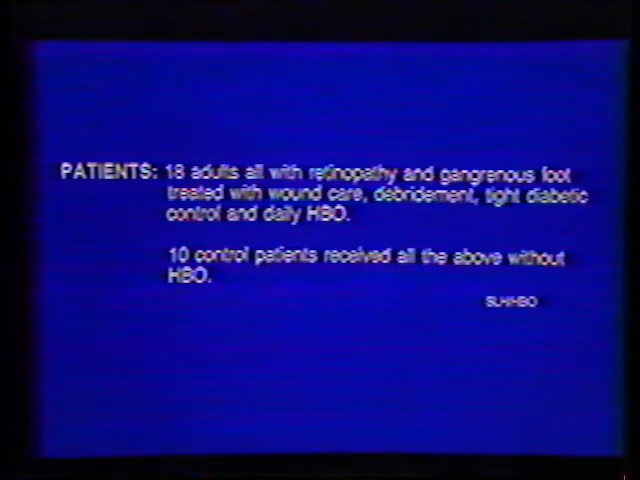 PATIENTS: 18 adults all with retinopathy and gangrenous foot
treated with wound care, debridement, tight diabetic
control and daily HBO.
10 control patients received all the above without
HBO.
SLHHBO